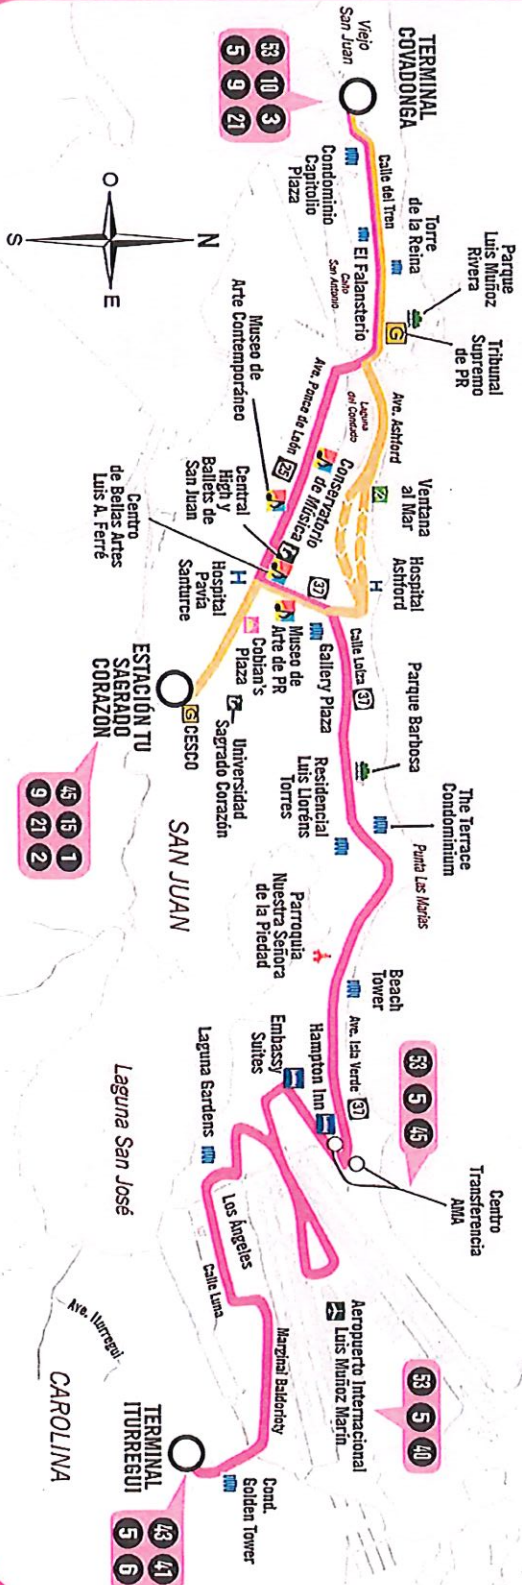 TERMINAL
COVADONGA
Viejo
San Juan
53 10 3
5 9 21
Condominio
Capitolio
Plaza
Calle del Tren
Torre
de la Reina
El Falansterio
Caño
San Antonio
Parque
Luis Muñoz
Rivera
G
Tribunal
Supremo
de PR
O
N
E
S
Museo de
Arte Contemporáneo
Ave. Ponce de León
25
Laguna
del Condado
Ave. Ashford
Ventana
al Mar
Conservatorio
de Música
Central
High y
Ballets de
San Juan
Centro
de Bellas Artes
Luis A. Ferré
H
Hospital
Ashford
37
H
Hospital
Pavía
Santurce
Museo de
Arte de PR
Cobian's
Plaza
Gallery Plaza
Calle Loíza
37
ESTACIÓN TU
SAGRADO
CORAZÓN
G
CESCO
Universidad
Sagrado Corazón
45 15 1
9 21 2
Parque Barbosa
Residencial
Luis Lloréns
Torres
The Terrace
Condominium
Punta Las Marías
SAN JUAN
Parroquia
Nuestra Señora
de la Piedad
Beach
Tower
Ave. Isla Verde
37
Hampton Inn
Embassy
Suites
53 5 45
Centro
Transferencia
AMA
Laguna Gardens
Laguna San José
Los Ángeles
Calle Luna
Marginal Baldorioty
Aeropuerto Internacional
Luis Muñoz Marín
53 5 40
Ave. Iturregui
CAROLINA
TERMINAL
ITURREGUI
Cond.
Golden Tower
43 41
5 6